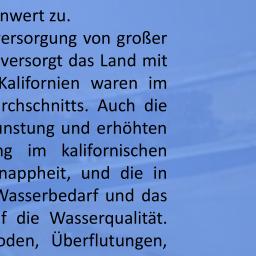 nwert zu.
ersorgung von großer
versorgt das Land mit
Kalifornien waren im
rchschnitts. Auch die
unstung und erhöhten
ng im kalifornischen
nappheit, und die in
Wasserbedarf und das
f die Wasserqualität.
oden, Überflutungen,